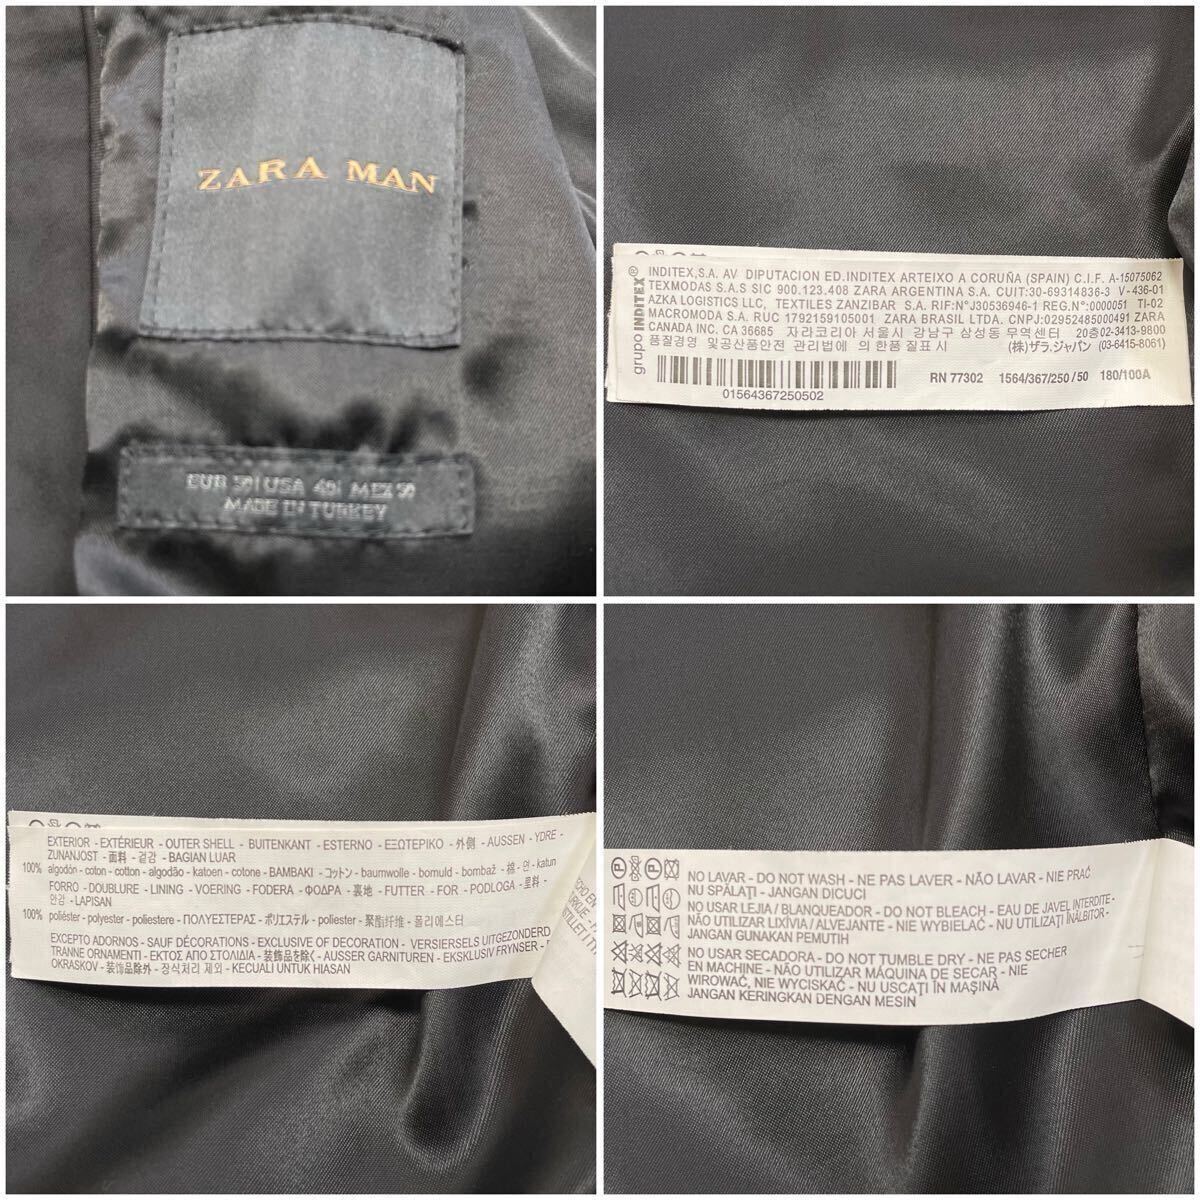 ZARA MAN
EUR 50 | USA 40 | MEX 50
MADE IN TURKEY
grupo INDITEX®
INDITEX,S.A. AV DIPUTACION ED.INDITEX ARTEIXO A CORUÑA (SPAIN) C.I.F. A-15075062
TEXMODAS S.A.S SIC 900.123.408 ZARA ARGENTINA S.A. CUIT:30-69314836-3 V-436-01
AZKA LOGISTICS LLC, TEXTILES ZANZIBAR S.A. RIF:N°J30536946-1 REG,N°:0000051 TI-02
MACROMODA S.A. RUC 1792159105001 ZARA BRASIL LTDA. CNPJ:02952485000491 ZARA
CANADA INC. CA 36685 자라코리아 서울시 강남구 삼성동 무역센터 20층02-3413-9800
품질경영 및공산품안전 관리법에 의한품질표시 (株)ザラ.ジャパン (03-6415-8061)
RN 77302 1564/367/250/50 180/100A
01564367250502
EXTERIOR - EXTÉRIEUR - OUTER SHELL - BUITENKANT - ESTERNO - ΕΞΩΤΕΡΙΚΟ - 外側 - AUSSEN - YDRE -
ZUNANJOST - 面料 - 겉감 - BAGIAN LUAR
100% algodón - coton - cotton - algodão - katoen - cotone - BAMBAKI - コットン - baumwolle - bomuld - bombaž - 棉 - 면 - katun
FORRO - DOUBLURE - LINING - VOERING - FODERA - ΦΟΔΡΑ - 裏地 - FUTTER - FOR - PODLOGA - 里料 -
안감 - LAPISAN
100% poliéster - polyester - poliestere - ΠΟΛΥΕΣΤΕΡΑΣ - ポリエステル - poliester - 聚酯纤维 - 폴리에스터
EXCEPTO ADORNOS - SAUF DÉCORATIONS - EXCLUSIVE OF DECORATION - VERSIERSELS UITGEZONDERD
TRANNE ORNAMENTI - ΕΚΤΟΣ ΑΠΟ ΣΤΟΛΙΔΙΑ - 装飾品を除く - AUSSER GARNITUREN - EKSKLUSIV FRYNSER -
OKRASKOV - 装饰品除外 - 장식처리 제외 - KECUALI UNTUK HIASAN
NO LAVAR - DO NOT WASH - NE PAS LAVER - NÃO LAVAR - NIE PRAĆ
NU SPĂLAŢI - JANGAN DICUCI
NO USAR LEJIA / BLANQUEADOR - DO NOT BLEACH - EAU DE JAVEL INTERDITE -
NÃO UTILIZAR LIXÍVIA / ALVEJANTE - NIE WYBIELAĆ - NU UTILIZAŢI ÎNĂLBITOR -
JANGAN GUNAKAN PEMUTIH
NO USAR SECADORA - DO NOT TUMBLE DRY - NE PAS SECHER
EN MACHINE - NÃO UTILIZAR MÁQUINA DE SECAR - NIE
WIROWAĆ, NIE WYCISKAĆ - NU USCAŢI ÎN MAŞINĂ
JANGAN KERINGKAN DENGAN MESIN